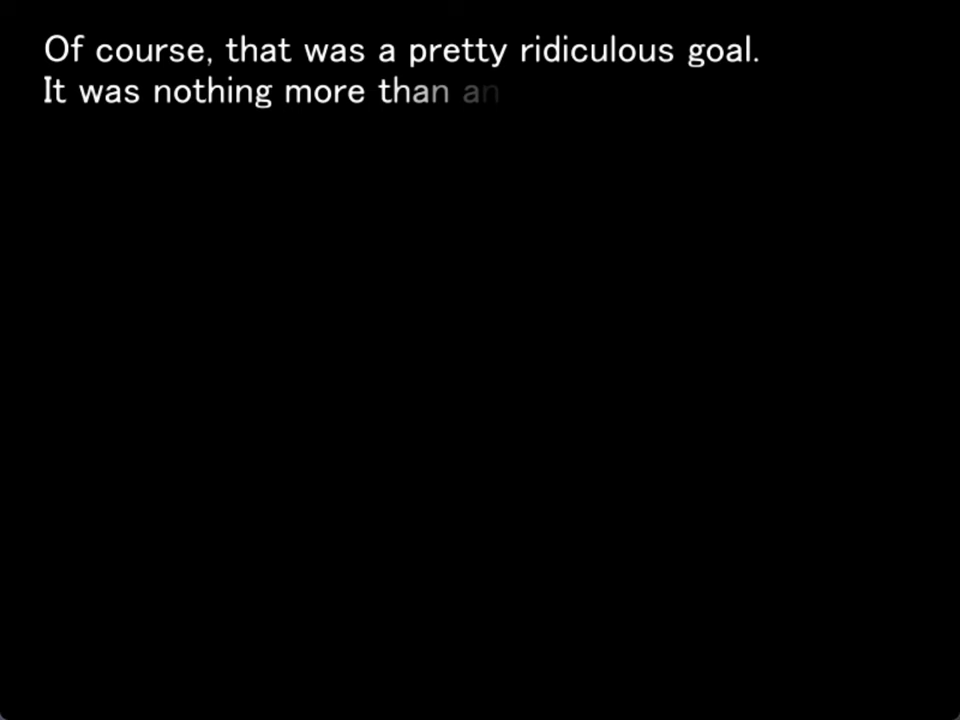 Of course, that was a pretty ridiculous goal.
It was nothing more than an